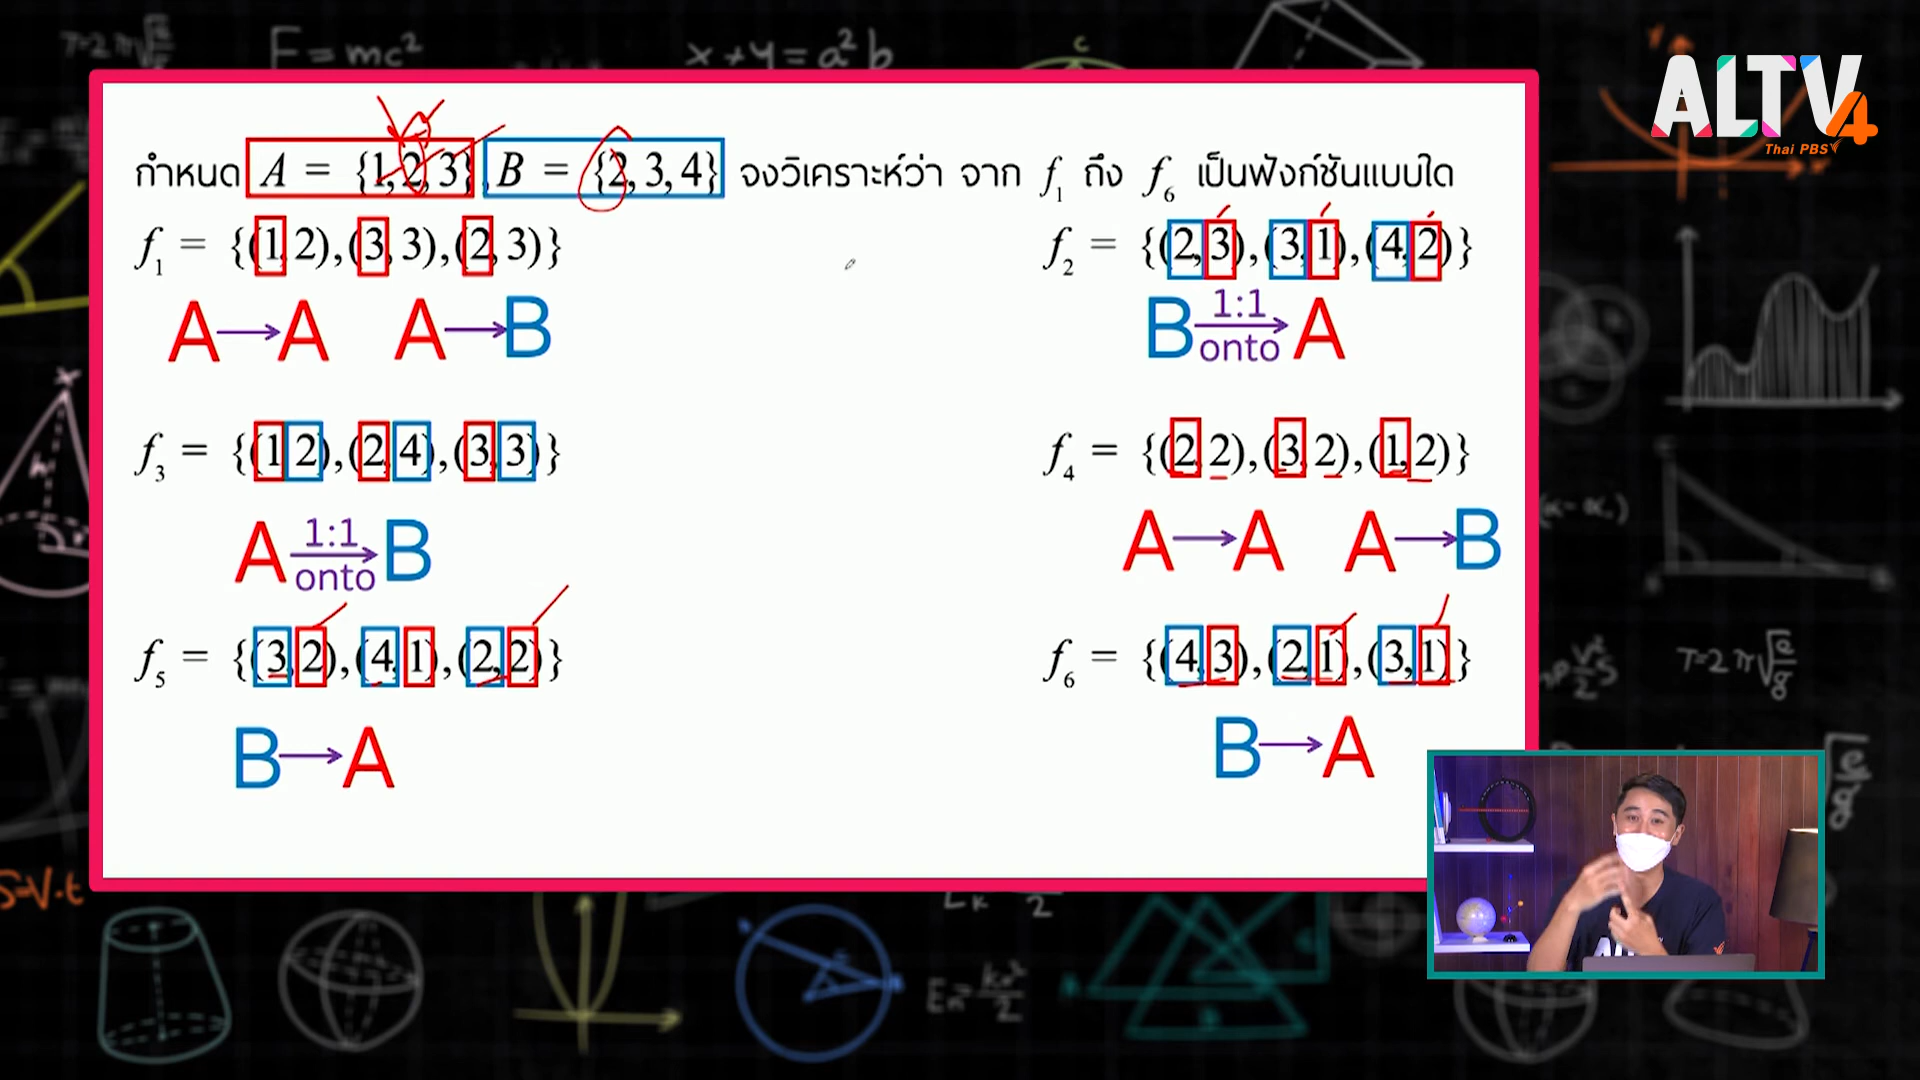 T=2π√e/g
F=mc²
x+y=a²b
c
ALTV4
Thai PBS
กำหนด A = {1,2,3}, B = {2,3,4} จงวิเคราะห์ว่า จาก f₁ ถึง f₆ เป็นฟังก์ชันแบบใด
f₁ = {(1,2),(3,3),(2,3)}
f₂ = {(2,3),(3,1),(4,2)}
A→A A→B
B 1:1 onto → A
f₃ = {(1,2),(2,4),(3,3)}
f₄ = {(2,2),(3,2),(1,2)}
A 1:1 onto → B
A→A A→B
f₅ = {(3,2),(4,1),(2,2)}
f₆ = {(4,3),(2,1),(3,1)}
B→A
B→A
T=2π√e/g
S=V·t